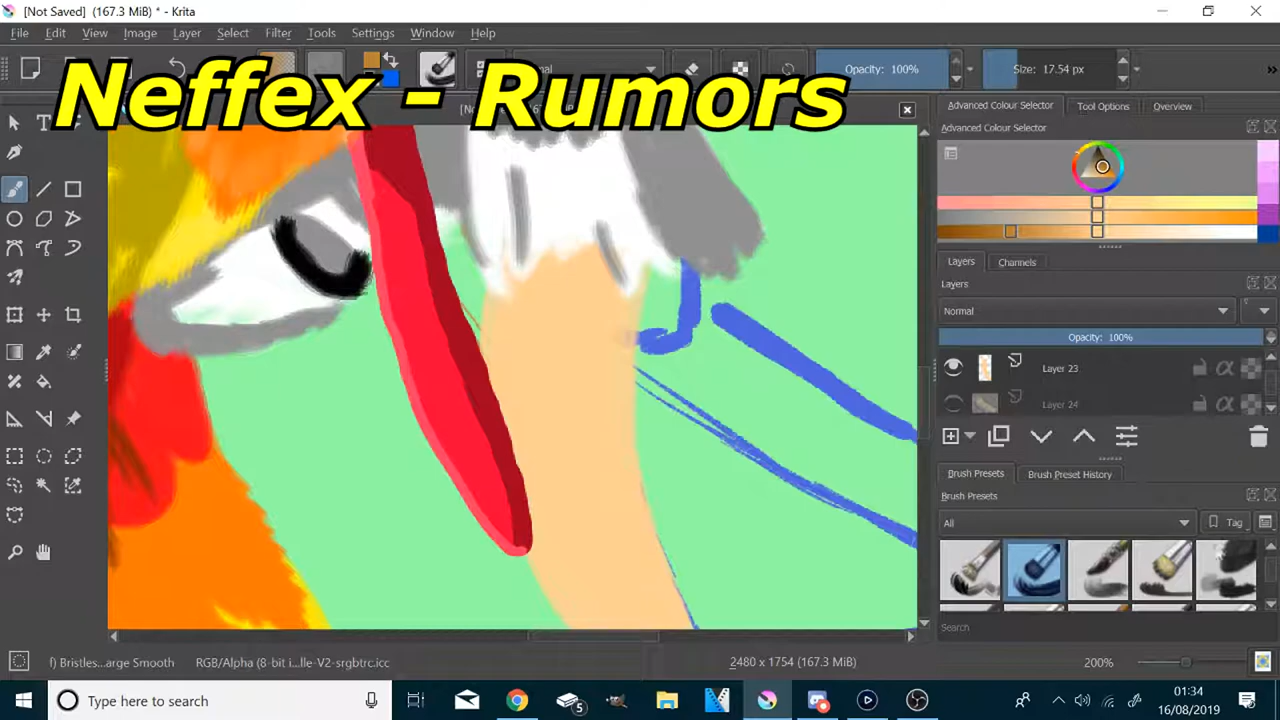 [Not Saved] (167.3 MiB) * - Krita
File Edit View Image Layer Select Filter Tools Settings Window Help
Neffex - Rumors
Opacity: 100%
Size: 17.54 px
Advanced Colour Selector Tool Options Overview
Advanced Colour Selector
Layers Channels
Layers
Normal
Opacity: 100%
Layer 23
Layer 24
Brush Presets Brush Preset History
Brush Presets
All
Tag
Search
f) Bristles...arge Smooth RGB/Alpha (8-bit i...lle-V2-srgbtrc.icc 2480 x 1754 (167.3 MiB) 200%
Type here to search
5
01:34
16/08/2019